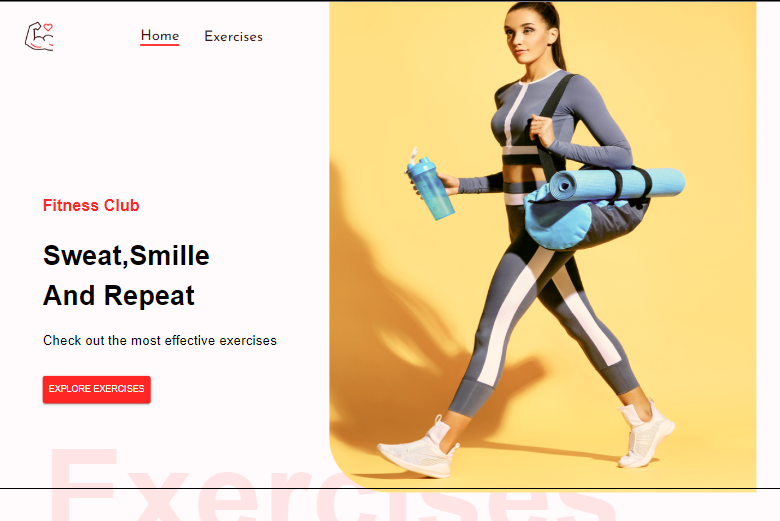 Home Exercises
Fitness Club
Sweat,Smille
And Repeat
Check out the most effective exercises
EXPLORE EXERCISES
Exercises